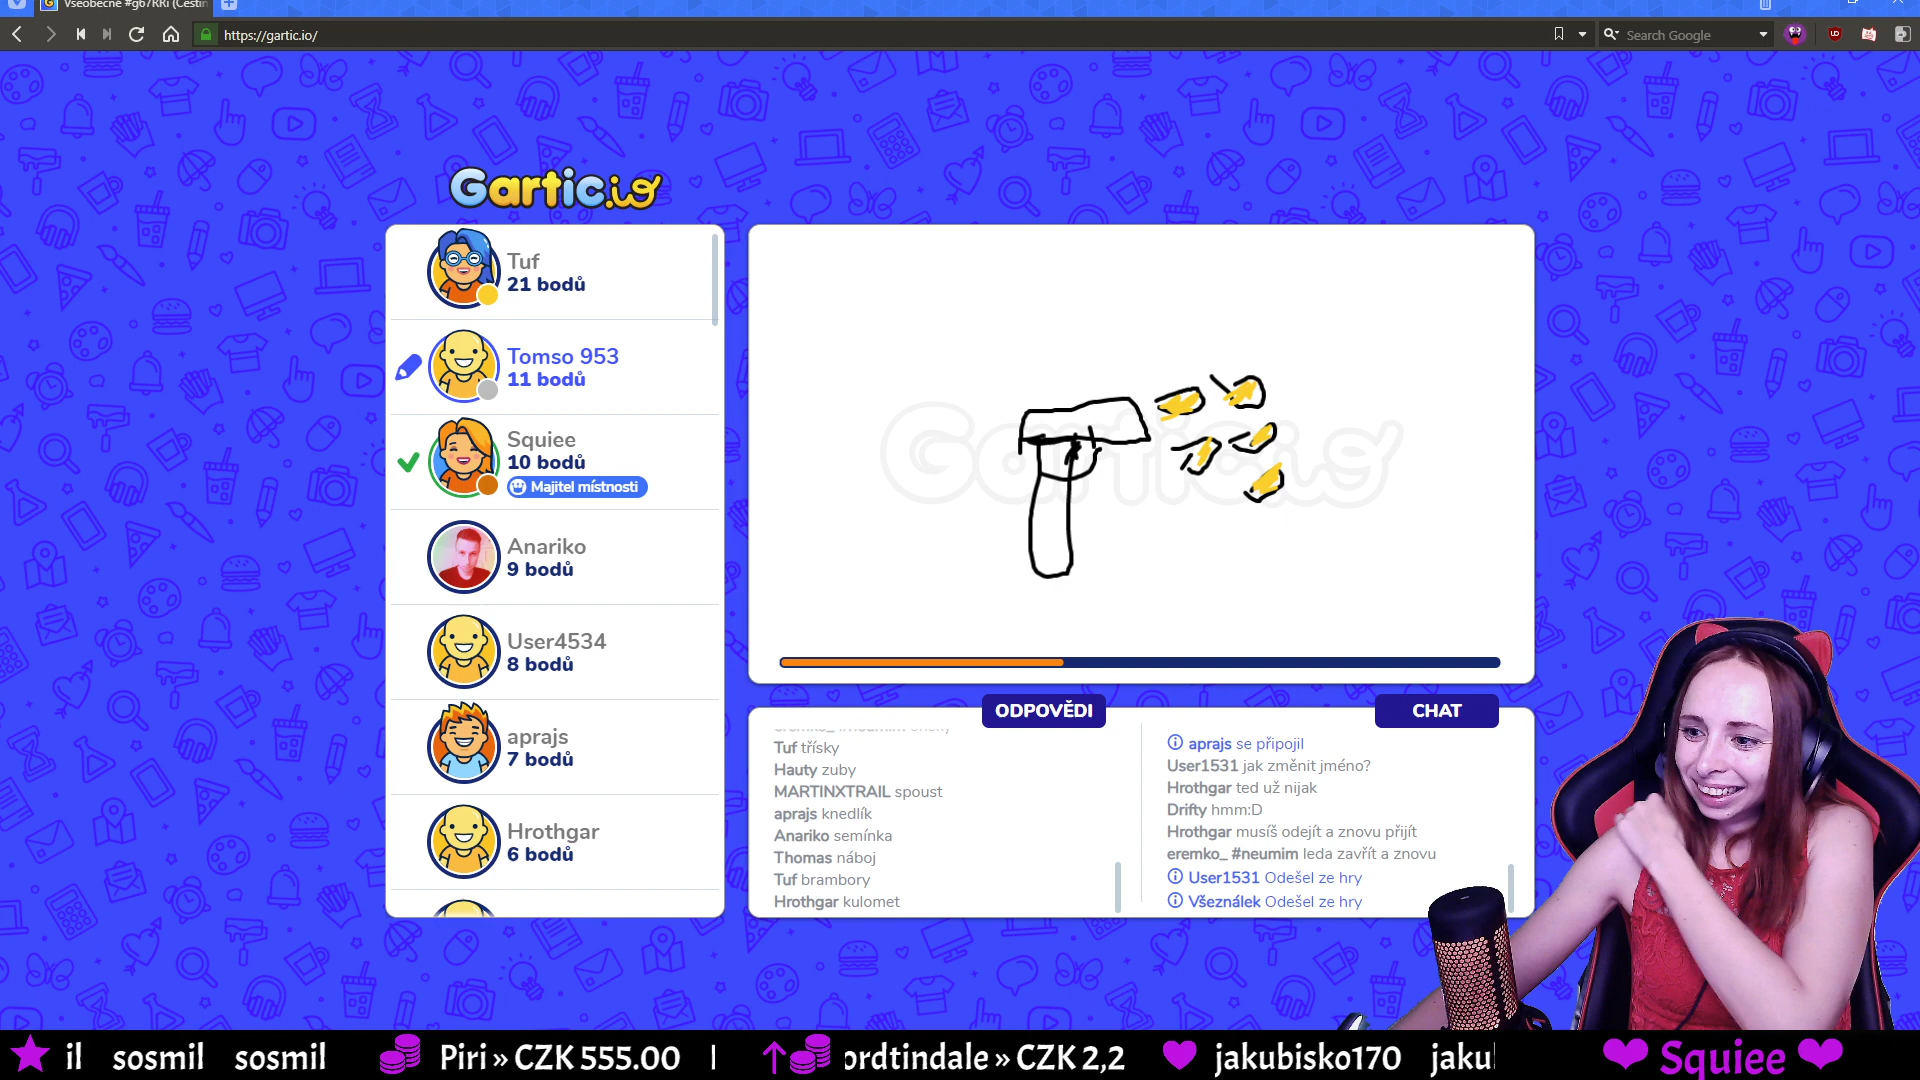 Všeobecné #g67RRi (Češtin
https://gartic.io/
Search Google
Gartic.io
Tuf
21 bodů
Tomso 953
11 bodů
Squiee
10 bodů
Majitel místnosti
Anariko
9 bodů
User4534
8 bodů
aprajs
7 bodů
Hrothgar
6 bodů
Gartic.io
ODPOVĚDI
Tuf třísky
Hauty zuby
MARTINXTRAIL spoust
aprajs knedlík
Anariko semínka
Thomas náboj
Tuf brambory
Hrothgar kulomet
CHAT
aprajs se připojil
User1531 jak změnit jméno?
Hrothgar ted už nijak
Drifty hmm:D
Hrothgar musíš odejít a znovu přijít
eremko_ #neumim leda zavřít a znovu
User1531 Odešel ze hry
Všeználek Odešel ze hry
il sosmil sosmil Piri » CZK 555.00 ordtindale » CZK 2,2 jakubisko170 jaku Squiee